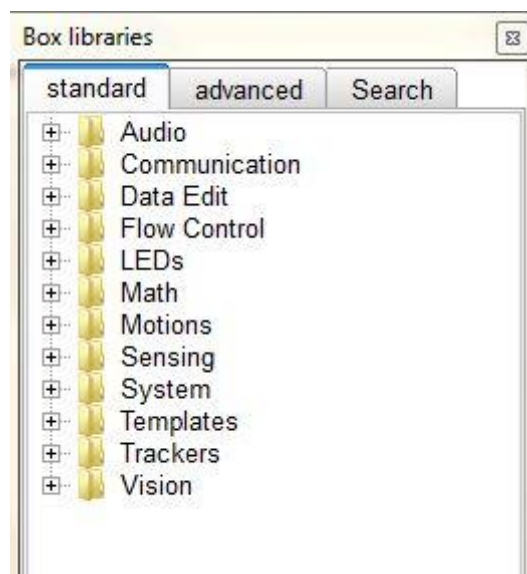 Box libraries
standard advanced Search
Audio
Communication
Data Edit
Flow Control
LEDs
Math
Motions
Sensing
System
Templates
Trackers
Vision